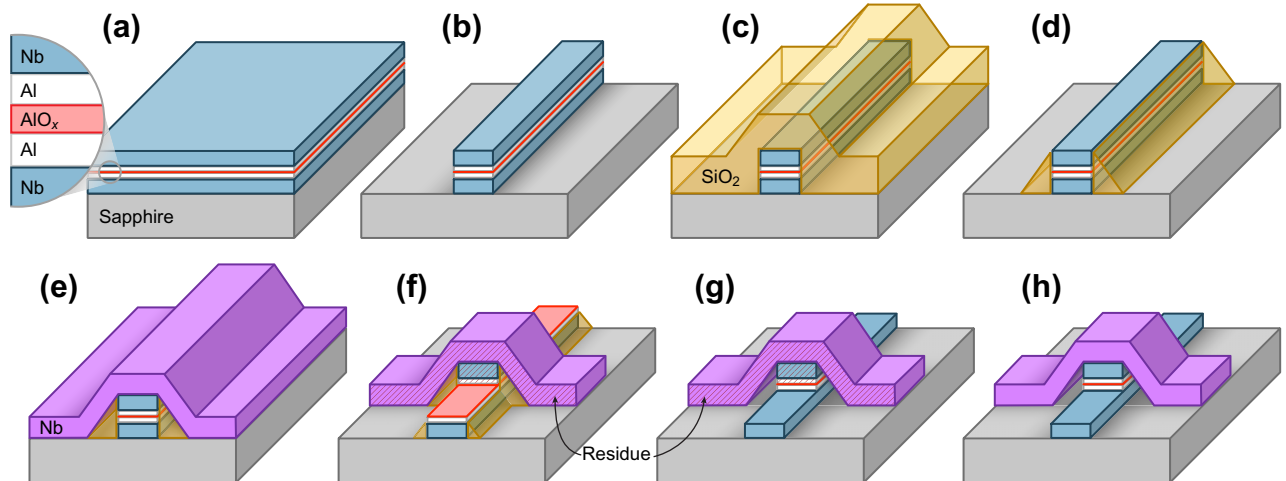 (a)
(b)
(c)
(d)
Nb
Al
AlOₓ
Al
Nb
Sapphire
SiO₂
(e)
(f)
(g)
(h)
Nb
Residue